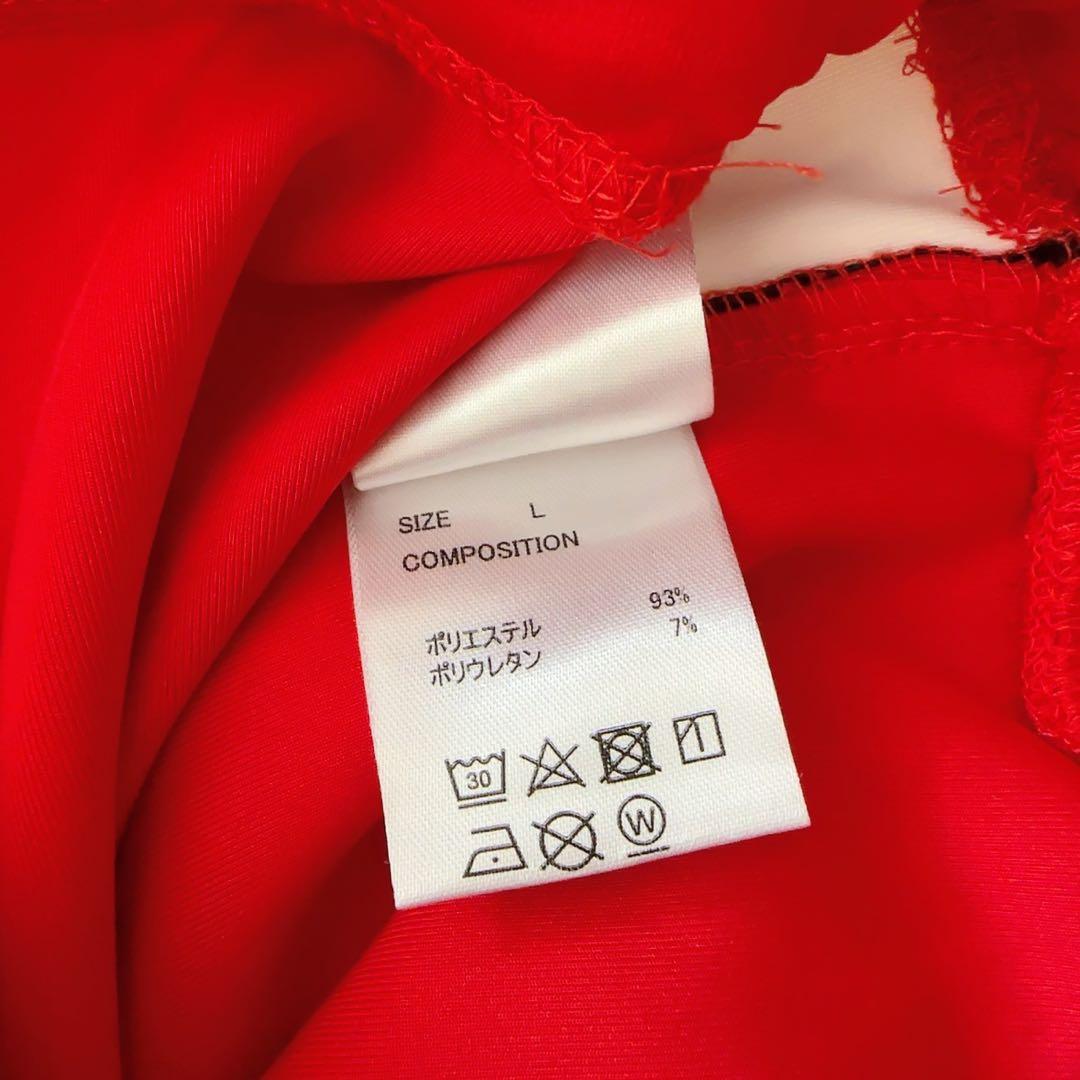 SIZE L
COMPOSITION
ポリエステル 93%
ポリウレタン 7%
30
W